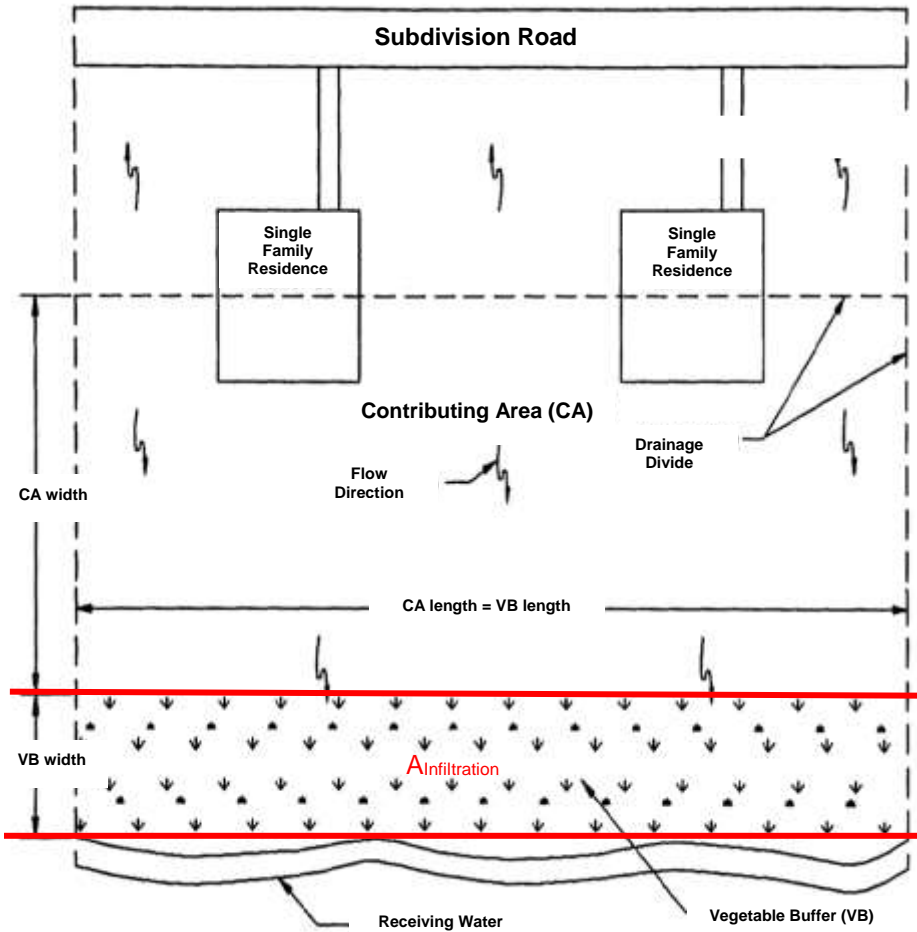 Subdivision Road
Single
Family
Residence
Single
Family
Residence
Contributing Area (CA)
Drainage
Divide
Flow
Direction
CA width
CA length = VB length
VB width
AInfiltration
Vegetable Buffer (VB)
Receiving Water